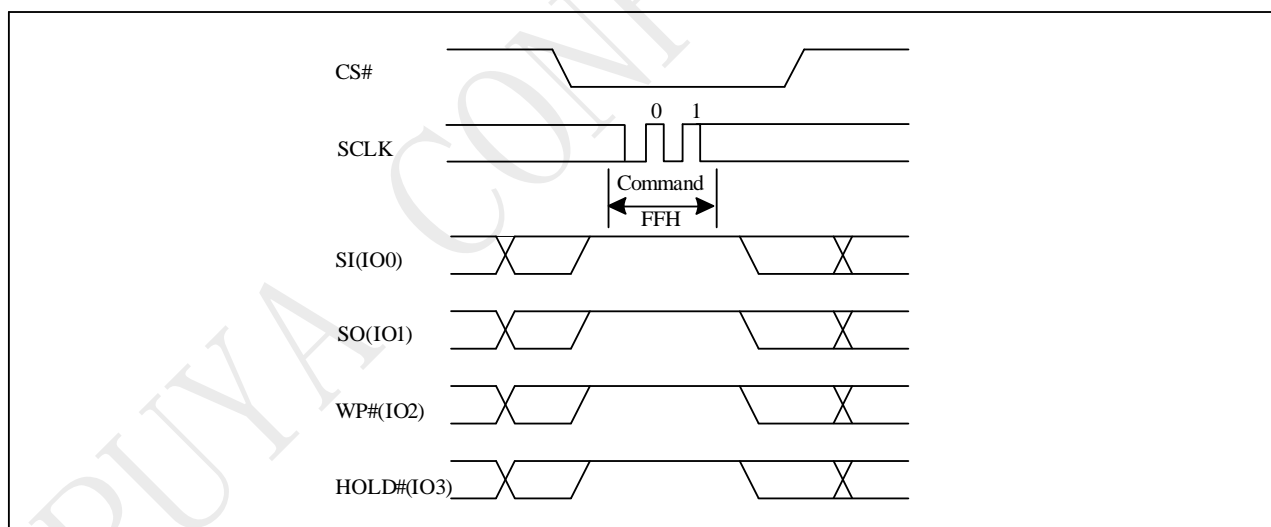 PUYA CONF
CS#
0 1
SCLK
Command
FFH
SI(IO0)
SO(IO1)
WP#(IO2)
HOLD#(IO3)